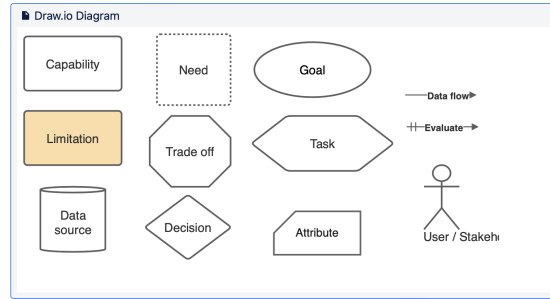 Draw.io Diagram
Capability
Need
Goal
Data flow
Limitation
Trade off
Task
Evaluate
Data
source
Decision
Attribute
User / Stakeh